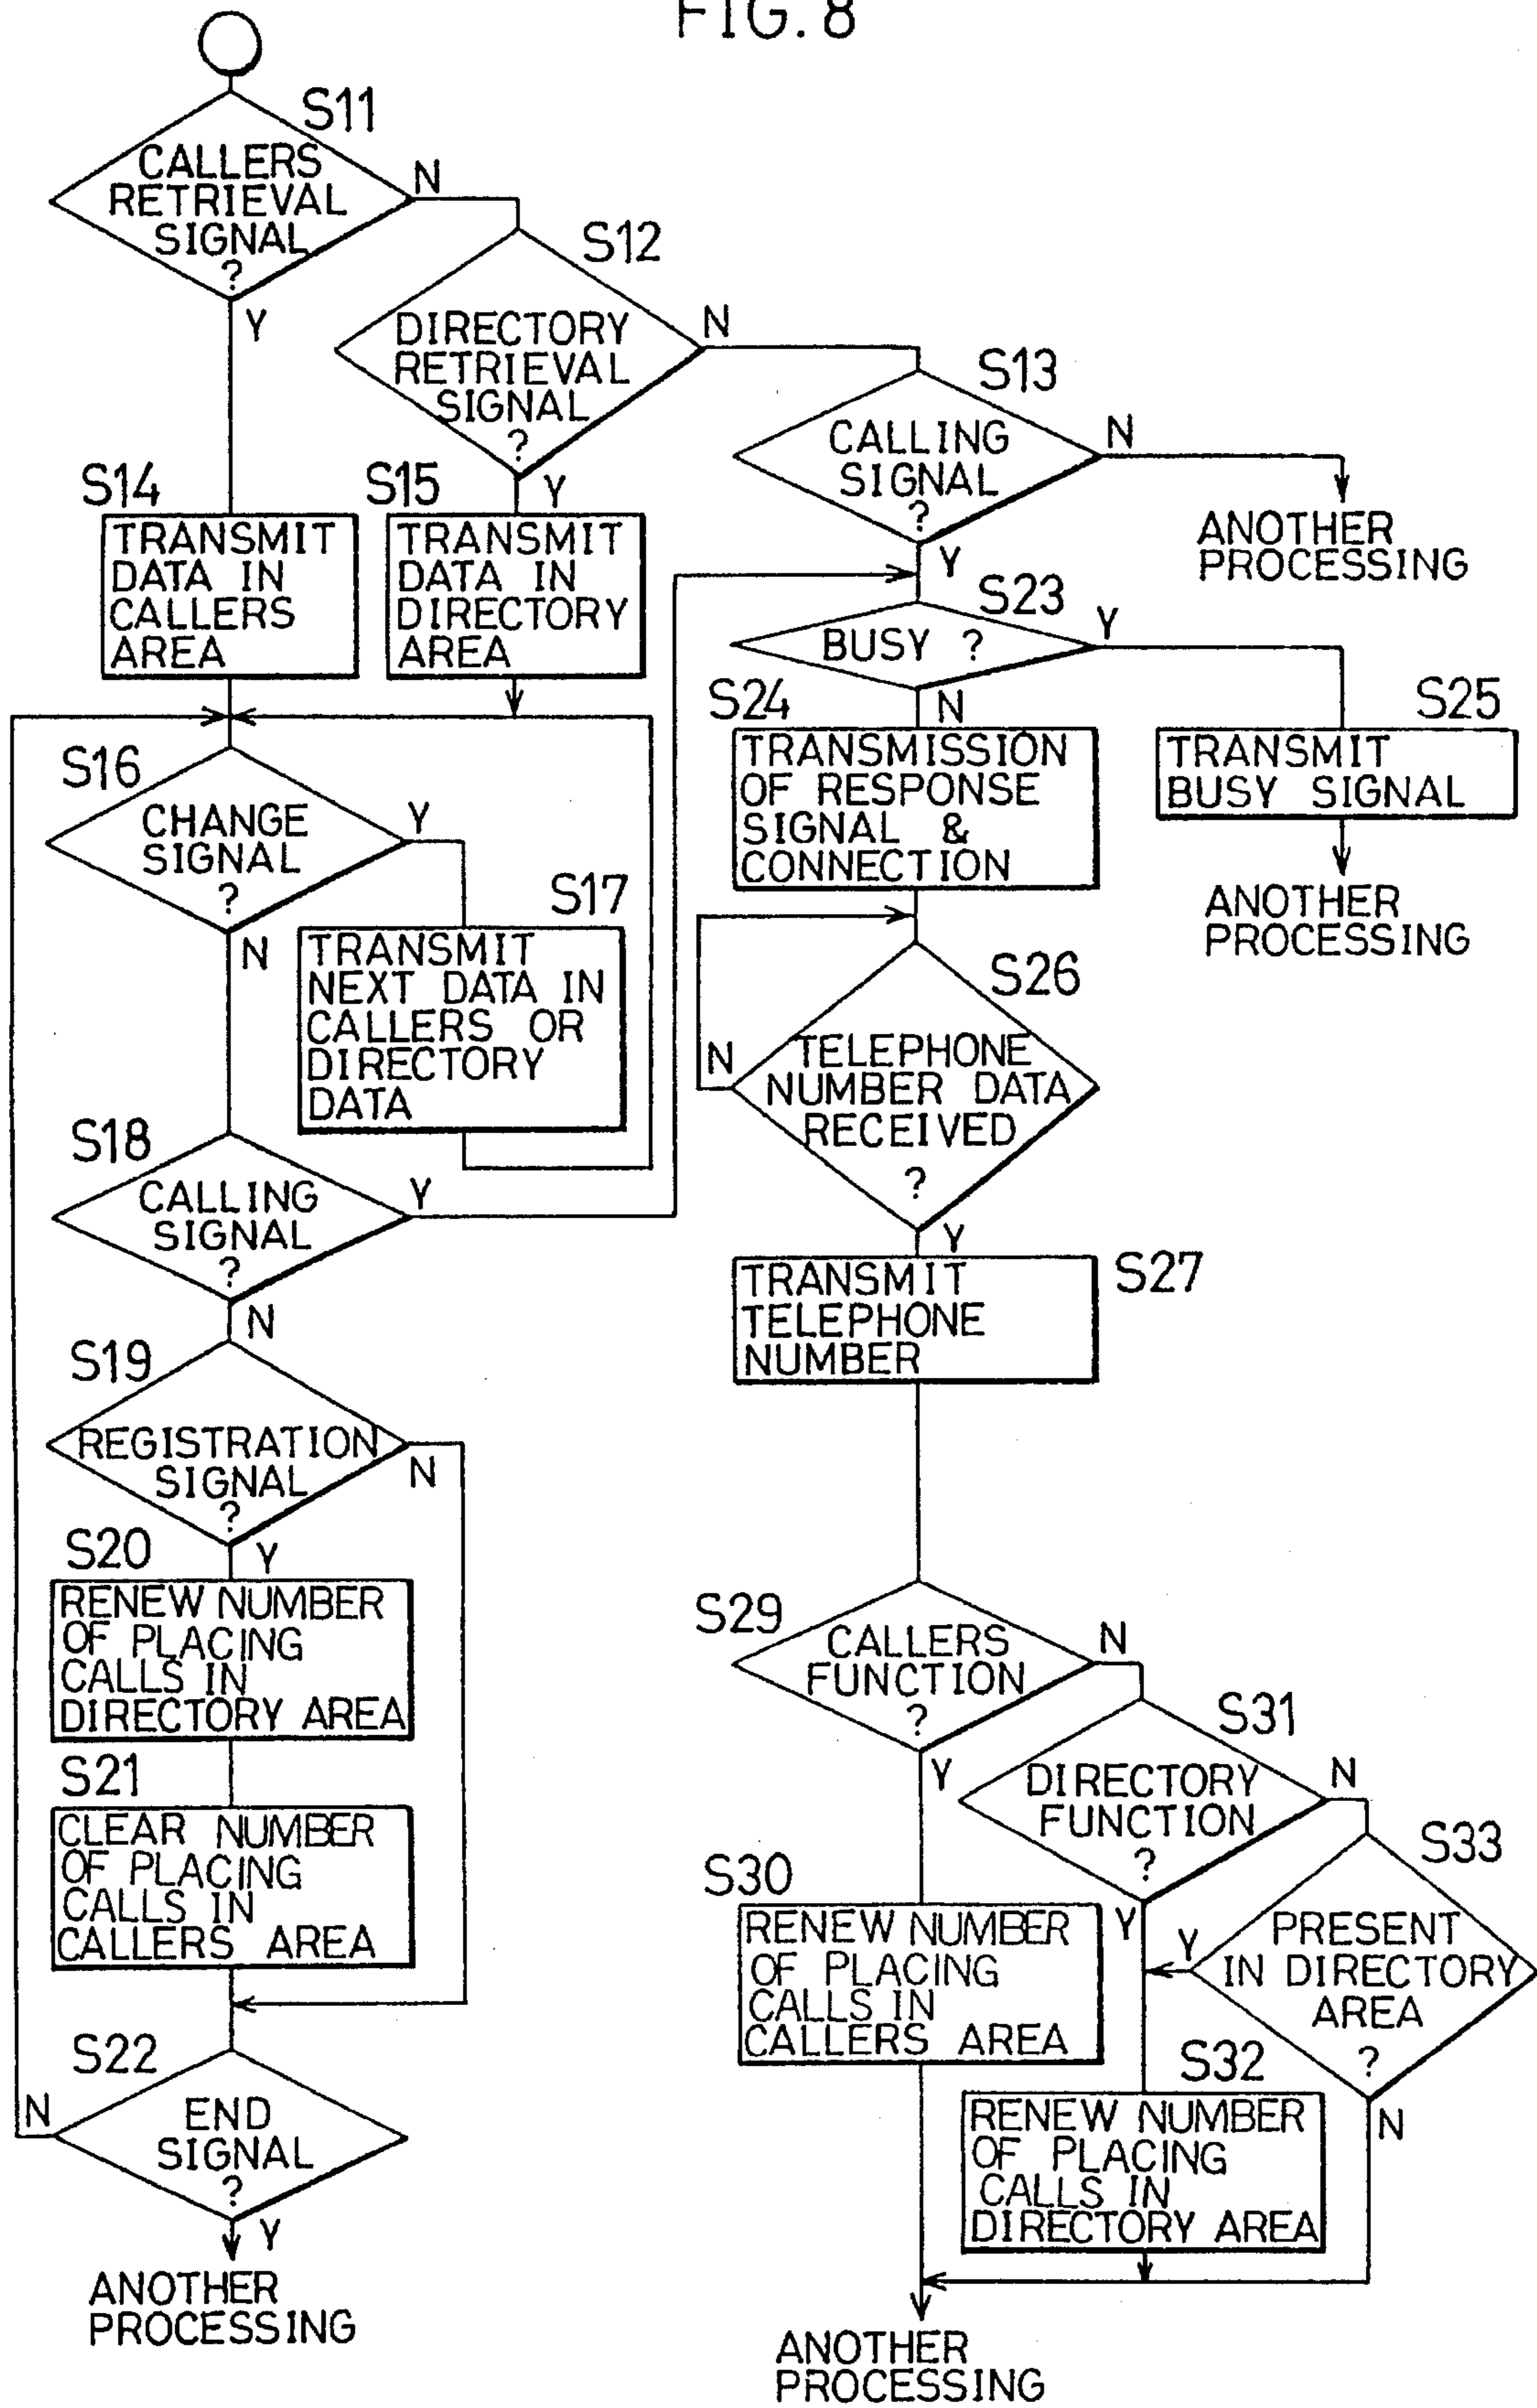 FIG. 8
S11
CALLERS
RETRIEVAL
SIGNAL
?
N
Y
S12
DIRECTORY
RETRIEVAL
SIGNAL
?
N
Y
S13
CALLING
SIGNAL
?
N
Y
ANOTHER
PROCESSING
S14
TRANSMIT
DATA IN
CALLERS
AREA
S15
TRANSMIT
DATA IN
DIRECTORY
AREA
S16
CHANGE
SIGNAL
?
Y
N
S17
TRANSMIT
NEXT DATA IN
CALLERS OR
DIRECTORY
DATA
S18
CALLING
SIGNAL
?
Y
N
S19
REGISTRATION
SIGNAL
?
N
Y
S20
RENEW NUMBER
OF PLACING
CALLS IN
DIRECTORY AREA
S21
CLEAR NUMBER
OF PLACING
CALLS IN
CALLERS AREA
S22
END
SIGNAL
?
N
Y
ANOTHER
PROCESSING
S23
BUSY ?
Y
N
S24
TRANSMISSION
OF RESPONSE
SIGNAL &
CONNECTION
S25
TRANSMIT
BUSY SIGNAL
ANOTHER
PROCESSING
S26
TELEPHONE
NUMBER DATA
RECEIVED
?
N
Y
S27
TRANSMIT
TELEPHONE
NUMBER
S29
CALLERS
FUNCTION
?
N
Y
S30
RENEW NUMBER
OF PLACING
CALLS IN
CALLERS AREA
S31
DIRECTORY
FUNCTION
?
N
Y
S33
PRESENT
IN DIRECTORY
AREA
?
Y
N
S32
RENEW NUMBER
OF PLACING
CALLS IN
DIRECTORY AREA
ANOTHER
PROCESSING